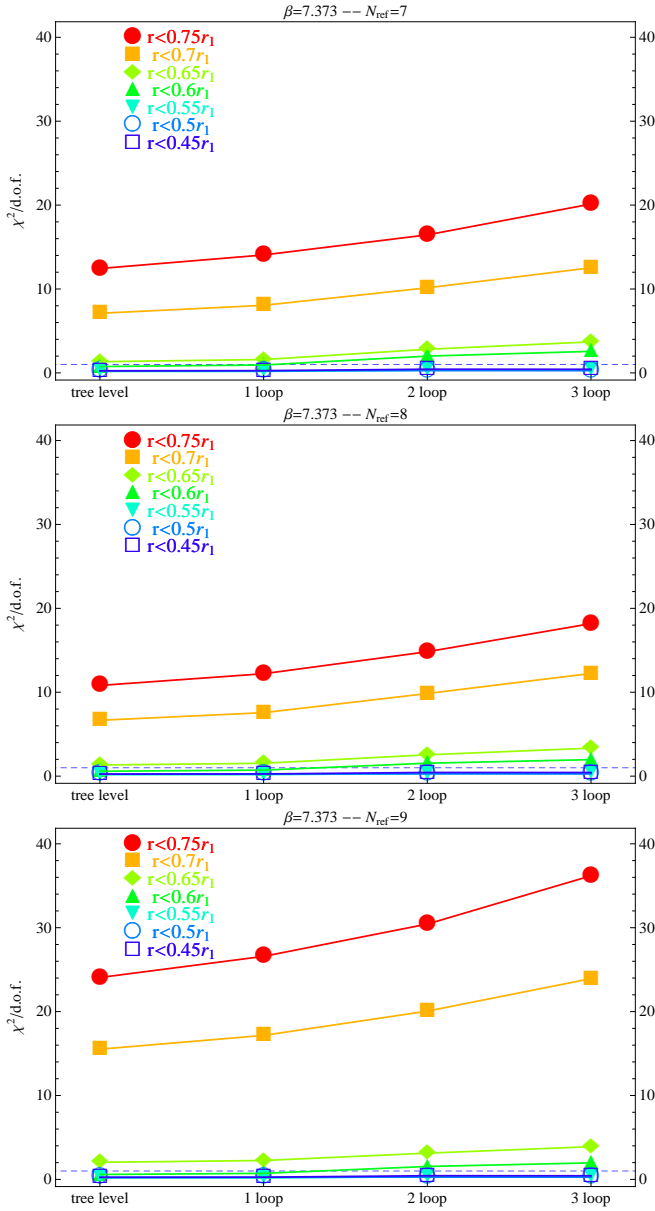 β=7.373 −− N_ref=7
40 40
r<0.75r₁
r<0.7r₁
r<0.65r₁
r<0.6r₁
r<0.55r₁
r<0.5r₁
r<0.45r₁
30 30
χ²/d.o.f.
20 20
10 10
0 0
tree level 1 loop 2 loop 3 loop
β=7.373 −− N_ref=8
40 40
r<0.75r₁
r<0.7r₁
r<0.65r₁
r<0.6r₁
r<0.55r₁
r<0.5r₁
r<0.45r₁
30 30
χ²/d.o.f.
20 20
10 10
0 0
tree level 1 loop 2 loop 3 loop
β=7.373 −− N_ref=9
40 40
r<0.75r₁
r<0.7r₁
r<0.65r₁
r<0.6r₁
r<0.55r₁
r<0.5r₁
r<0.45r₁
30 30
χ²/d.o.f.
20 20
10 10
0 0
tree level 1 loop 2 loop 3 loop